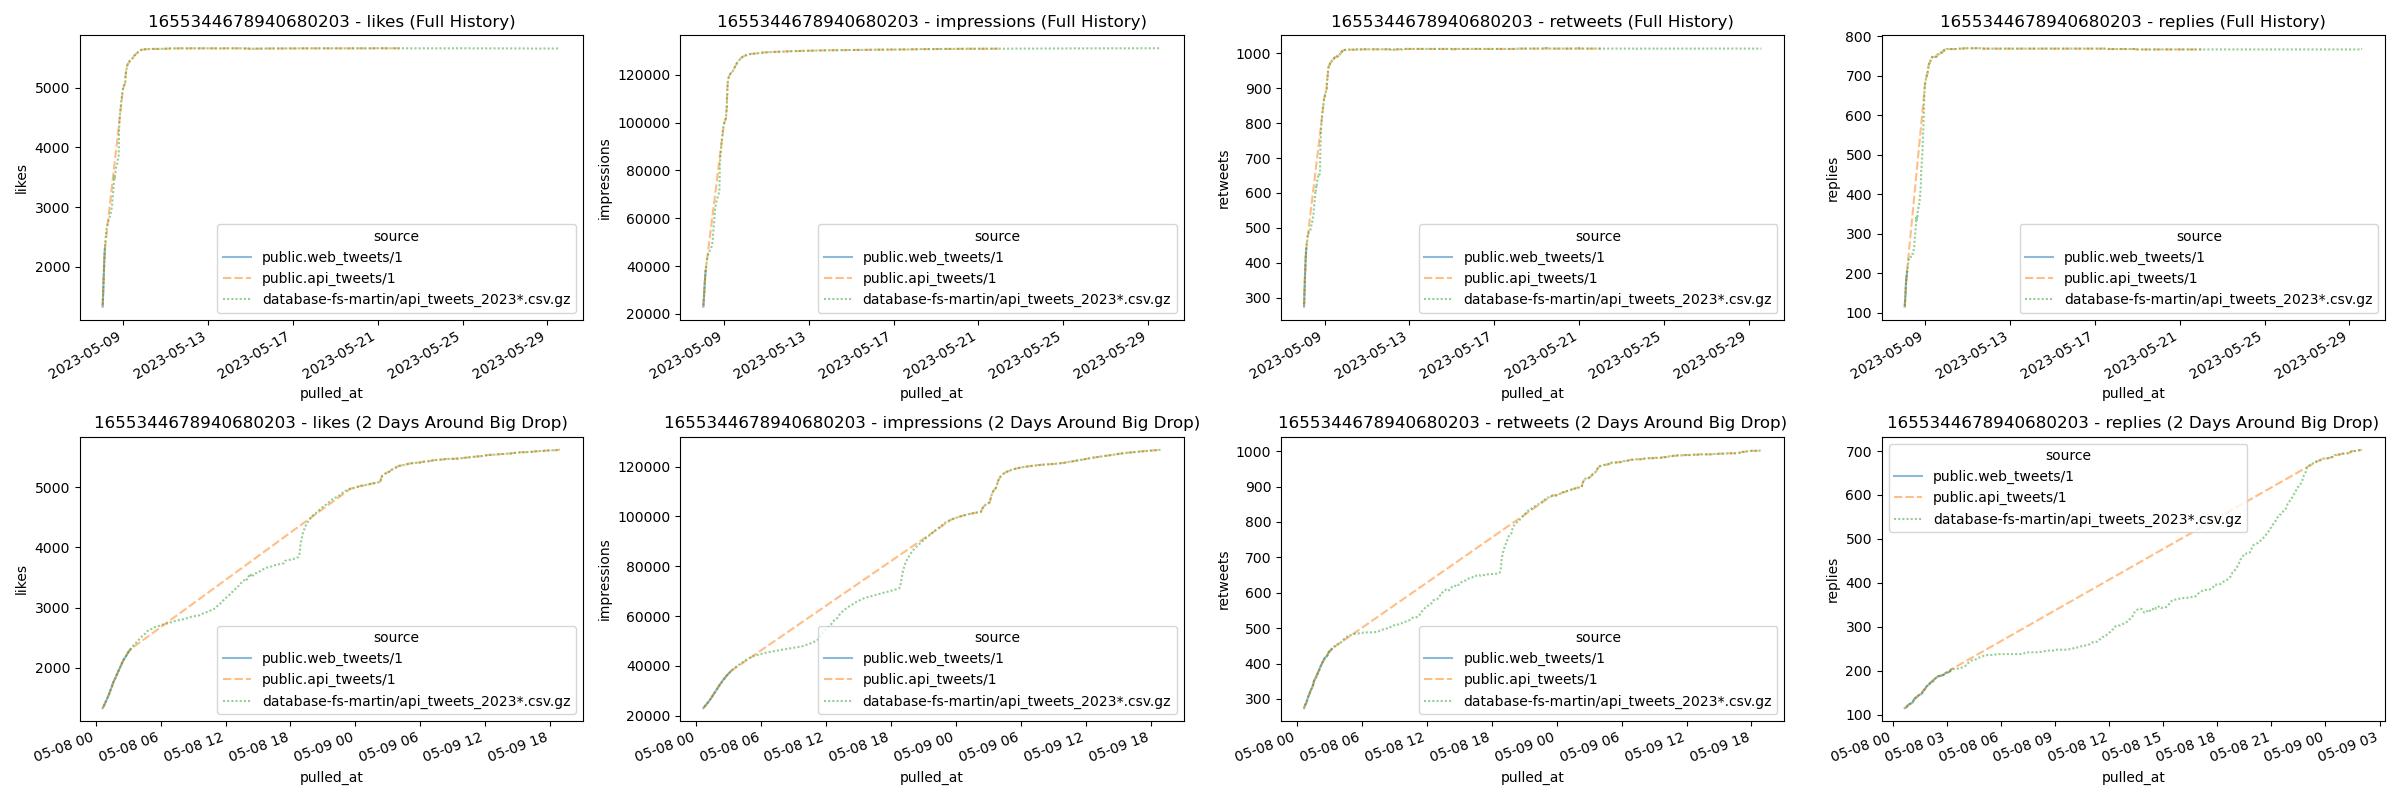 1655344678940680203 - likes (Full History)
5000
4000
3000
2000
likes
source
public.web_tweets/1
public.api_tweets/1
database-fs-martin/api_tweets_2023*.csv.gz
2023-05-09
2023-05-13
2023-05-17
2023-05-21
2023-05-25
2023-05-29
pulled_at
1655344678940680203 - impressions (Full History)
120000
100000
80000
60000
40000
20000
impressions
source
public.web_tweets/1
public.api_tweets/1
database-fs-martin/api_tweets_2023*.csv.gz
2023-05-09
2023-05-13
2023-05-17
2023-05-21
2023-05-25
2023-05-29
pulled_at
1655344678940680203 - retweets (Full History)
1000
900
800
700
600
500
400
300
retweets
source
public.web_tweets/1
public.api_tweets/1
database-fs-martin/api_tweets_2023*.csv.gz
2023-05-09
2023-05-13
2023-05-17
2023-05-21
2023-05-25
2023-05-29
pulled_at
1655344678940680203 - replies (Full History)
800
700
600
500
400
300
200
100
replies
source
public.web_tweets/1
public.api_tweets/1
database-fs-martin/api_tweets_2023*.csv.gz
2023-05-09
2023-05-13
2023-05-17
2023-05-21
2023-05-25
2023-05-29
pulled_at
1655344678940680203 - likes (2 Days Around Big Drop)
5000
4000
3000
2000
likes
source
public.web_tweets/1
public.api_tweets/1
database-fs-martin/api_tweets_2023*.csv.gz
05-08 00
05-08 06
05-08 12
05-08 18
05-09 00
05-09 06
05-09 12
05-09 18
pulled_at
1655344678940680203 - impressions (2 Days Around Big Drop)
120000
100000
80000
60000
40000
20000
impressions
source
public.web_tweets/1
public.api_tweets/1
database-fs-martin/api_tweets_2023*.csv.gz
05-08 00
05-08 06
05-08 12
05-08 18
05-09 00
05-09 06
05-09 12
05-09 18
pulled_at
1655344678940680203 - retweets (2 Days Around Big Drop)
1000
900
800
700
600
500
400
300
retweets
source
public.web_tweets/1
public.api_tweets/1
database-fs-martin/api_tweets_2023*.csv.gz
05-08 00
05-08 06
05-08 12
05-08 18
05-09 00
05-09 06
05-09 12
05-09 18
pulled_at
1655344678940680203 - replies (2 Days Around Big Drop)
700
600
500
400
300
200
100
replies
source
public.web_tweets/1
public.api_tweets/1
database-fs-martin/api_tweets_2023*.csv.gz
05-08 00
05-08 03
05-08 06
05-08 09
05-08 12
05-08 15
05-08 18
05-08 21
05-09 00
05-09 03
pulled_at